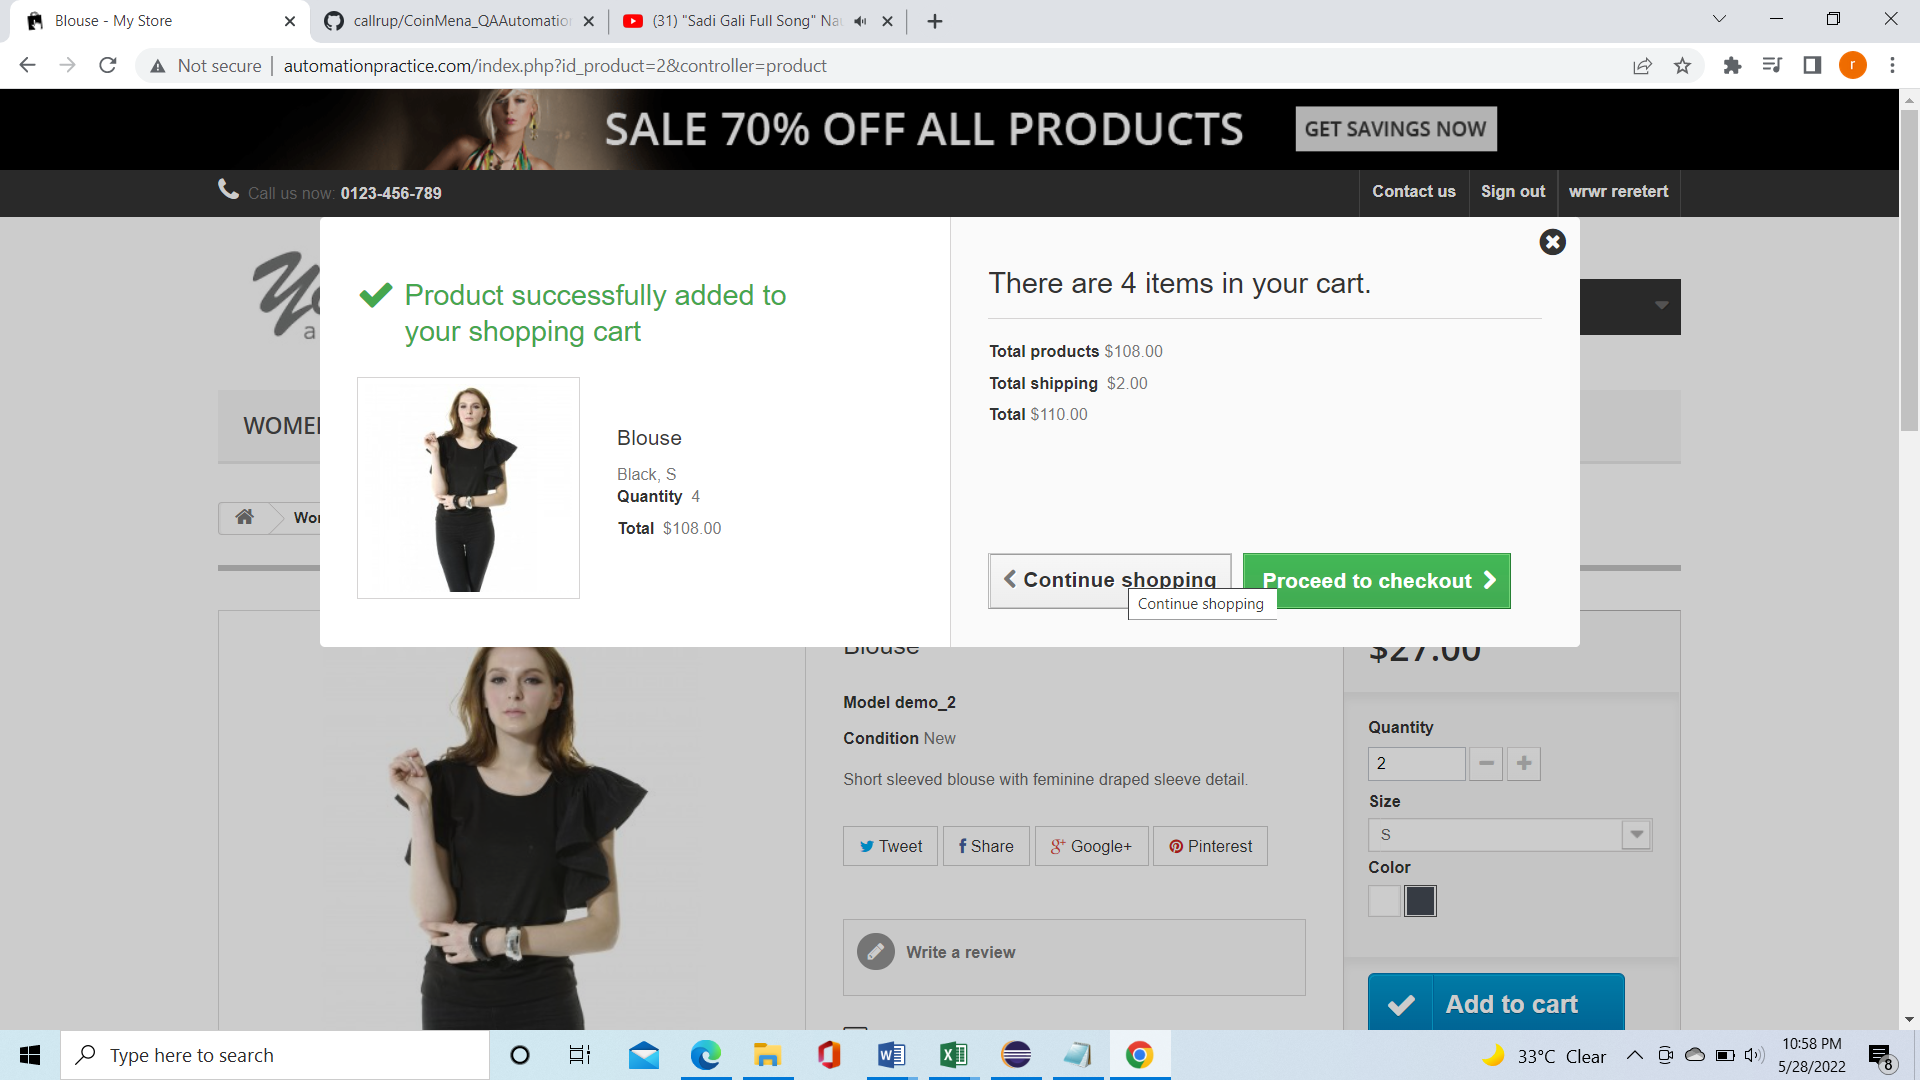 Blouse - My Store
callrup/CoinMena_QAAutomation
(31) "Sadi Gali Full Song"
Not secure
automationpractice.com/index.php?id_product=2&controller=product
r
SALE 70% OFF ALL PRODUCTS
GET SAVINGS NOW
Call us now: 0123-456-789
Contact us
Sign out
wrwr reretert
Product successfully added to
your shopping cart
Blouse
Black, S
Quantity 4
Total $108.00
There are 4 items in your cart.
Total products $108.00
Total shipping $2.00
Total $110.00
Continue shopping
Proceed to checkout
Continue shopping
Blouse
Model demo_2
Condition New
Short sleeved blouse with feminine draped sleeve detail.
Tweet
Share
Google+
Pinterest
Write a review
$27.00
Quantity
2
Size
S
Color
Add to cart
Type here to search
33°C Clear
10:58 PM
5/28/2022
8